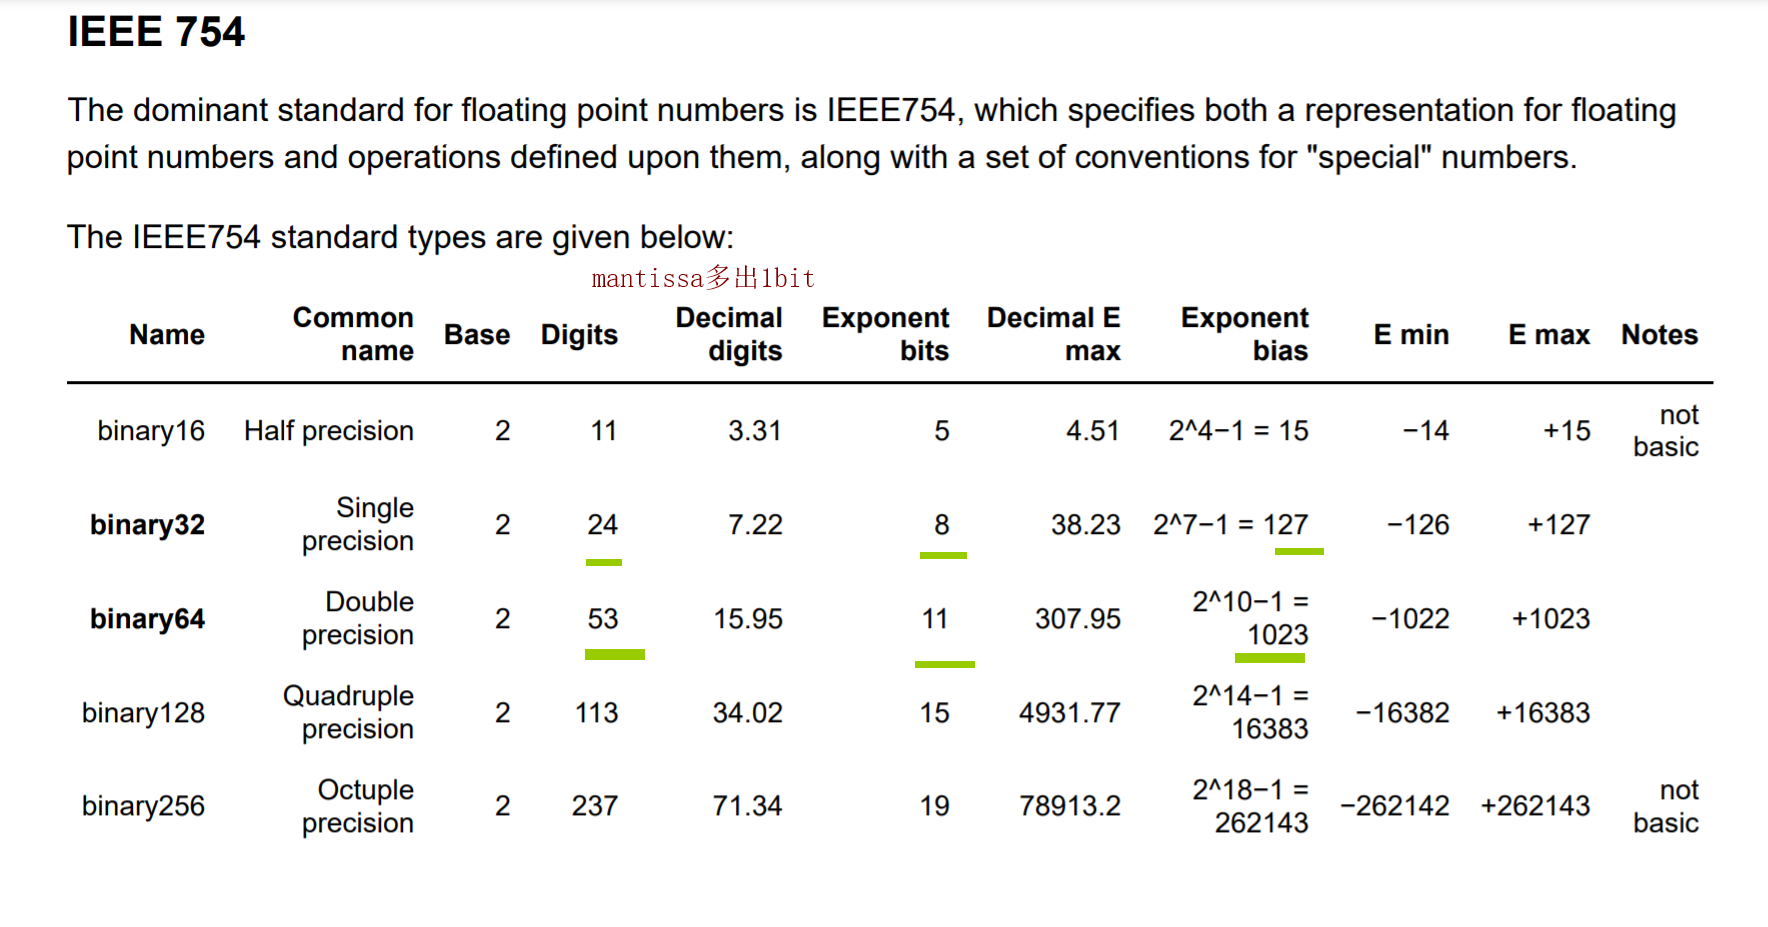 IEEE 754
The dominant standard for floating point numbers is IEEE754, which specifies both a representation for floating
point numbers and operations defined upon them, along with a set of conventions for "special" numbers.
The IEEE754 standard types are given below:
mantissa多出1bit
Name Common name Base Digits Decimal digits Exponent bits Decimal E max Exponent bias E min E max Notes
binary16 Half precision 2 11 3.31 5 4.51 2^4−1 = 15 −14 +15 not basic
binary32 Single precision 2 24 7.22 8 38.23 2^7−1 = 127 −126 +127
binary64 Double precision 2 53 15.95 11 307.95 2^10−1 = 1023 −1022 +1023
binary128 Quadruple precision 2 113 34.02 15 4931.77 2^14−1 = 16383 −16382 +16383
binary256 Octuple precision 2 237 71.34 19 78913.2 2^18−1 = 262143 −262142 +262143 not basic